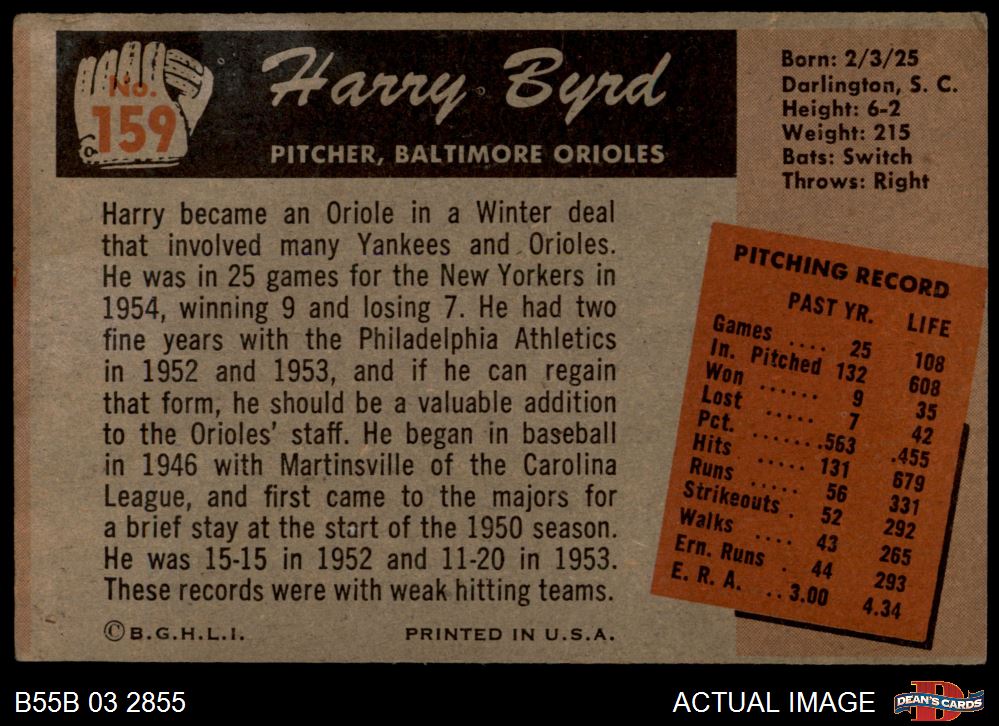 No.
159
Harry Byrd
PITCHER, BALTIMORE ORIOLES
Born: 2/3/25
Darlington, S. C.
Height: 6-2
Weight: 215
Bats: Switch
Throws: Right
Harry became an Oriole in a Winter deal
that involved many Yankees and Orioles.
He was in 25 games for the New Yorkers in
1954, winning 9 and losing 7. He had two
fine years with the Philadelphia Athletics
in 1952 and 1953, and if he can regain
that form, he should be a valuable addition
to the Orioles' staff. He began in baseball
in 1946 with Martinsville of the Carolina
League, and first came to the majors for
a brief stay at the start of the 1950 season.
He was 15-15 in 1952 and 11-20 in 1953.
These records were with weak hitting teams.
©B.G.H.L.I. PRINTED IN U.S.A.
PITCHING RECORD
PAST YR. LIFE
Games .... 25 108
In. Pitched 132 608
Won ...... 9 35
Lost ..... 7 42
Pct. .......563 .455
Hits ..... 131 679
Runs ..... 56 331
Strikeouts . 52 292
Walks .... 43 265
Ern. Runs . 44 293
E. R. A. ..3.00 4.34
B55B 03 2855
ACTUAL IMAGE
D
DEAN'S CARDS